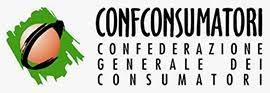 CONFCONSUMATORI
CONFEDERAZIONE
GENERALE DEI
CONSUMATORI